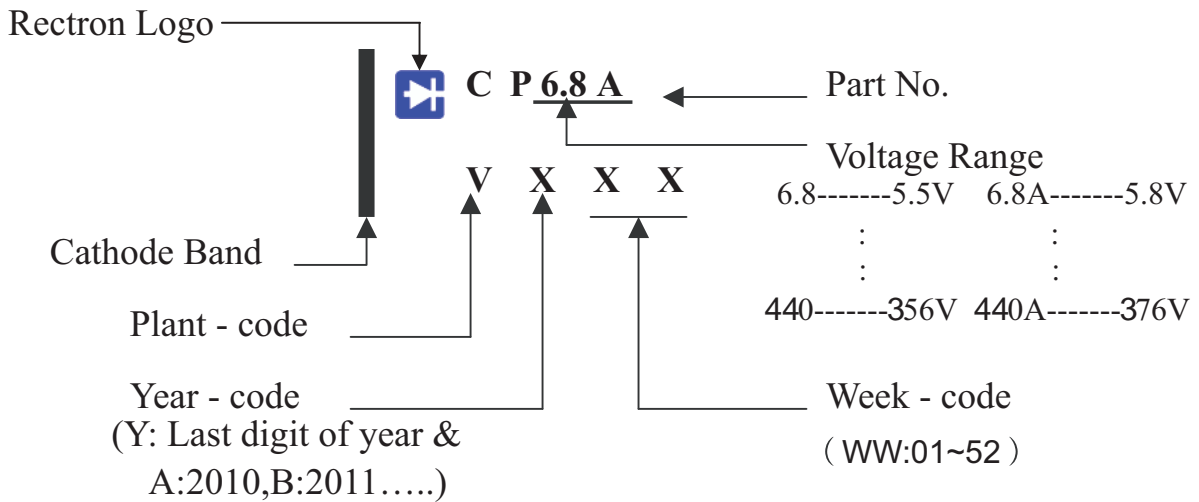 Rectron Logo
C P 6.8 A
Part No.
Voltage Range
V X X X
6.8-------5.5V 6.8A-------5.8V
: :
: :
440-------356V 440A-------376V
Cathode Band
Plant - code
Year - code
(Y: Last digit of year &
A:2010,B:2011…..)
Week - code
（WW:01~52）